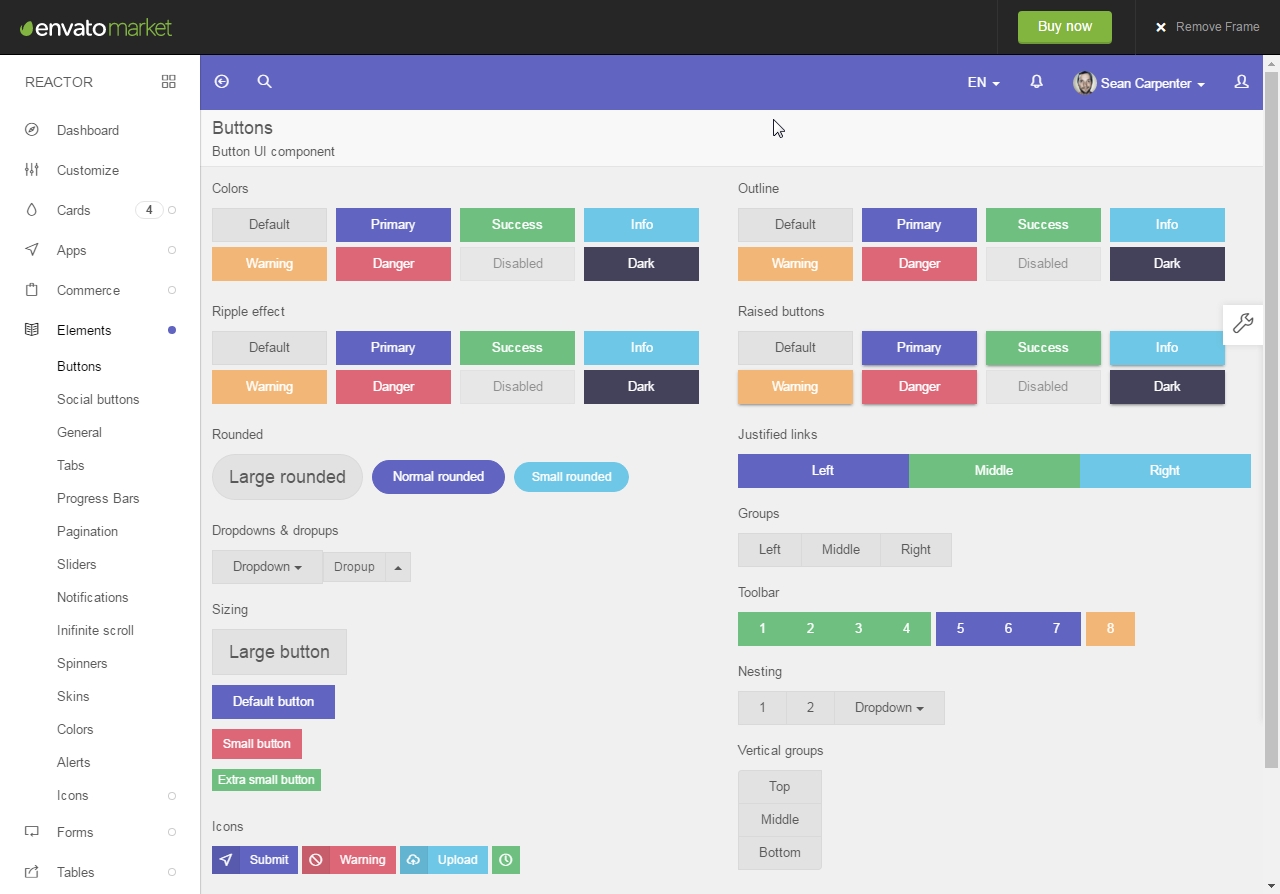 envato market
Buy now
Remove Frame
REACTOR
EN
Sean Carpenter
Dashboard
Customize
Cards 4
Apps
Commerce
Elements
Buttons
Social buttons
General
Tabs
Progress Bars
Pagination
Sliders
Notifications
Inifinite scroll
Spinners
Skins
Colors
Alerts
Icons
Forms
Tables
Buttons
Button UI component
Colors
Default Primary Success Info
Warning Danger Disabled Dark
Ripple effect
Default Primary Success Info
Warning Danger Disabled Dark
Rounded
Large rounded Normal rounded Small rounded
Dropdowns & dropups
Dropdown Dropup
Sizing
Large button
Default button
Small button
Extra small button
Icons
Submit Warning Upload
Outline
Default Primary Success Info
Warning Danger Disabled Dark
Raised buttons
Default Primary Success Info
Warning Danger Disabled Dark
Justified links
Left Middle Right
Groups
Left Middle Right
Toolbar
1 2 3 4 5 6 7 8
Nesting
1 2 Dropdown
Vertical groups
Top
Middle
Bottom